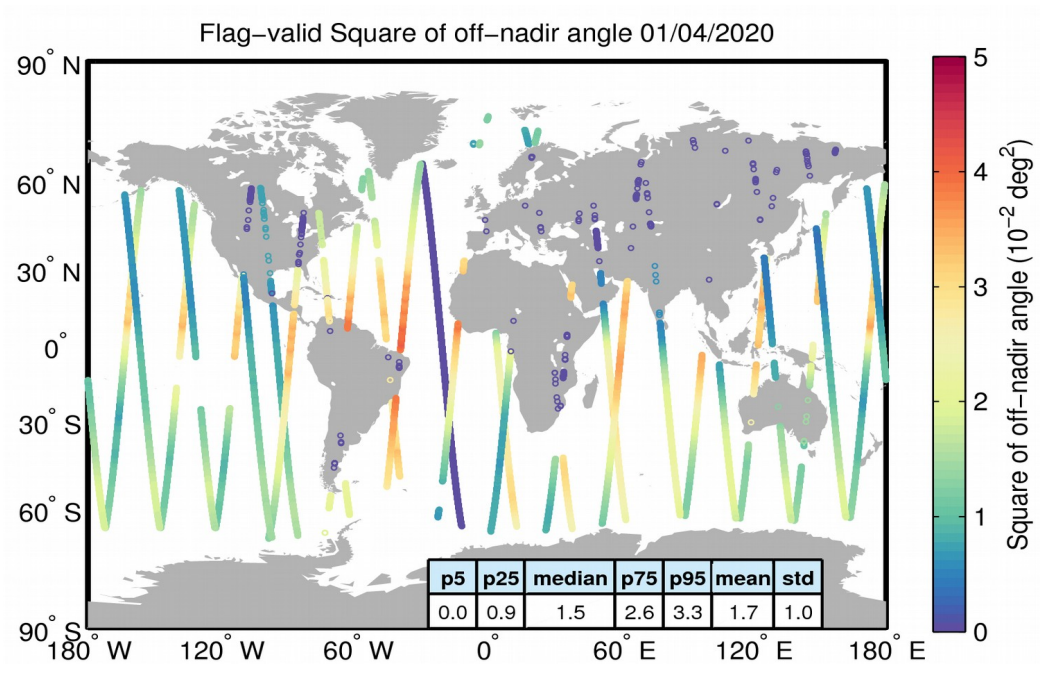 Flag−valid Square of off−nadir angle 01/04/2020
90° N
60° N
30° N
0°
30° S
60° S
90° S
180° W
120° W
60° W
0°
60° E
120° E
180° E
5
4
3
2
1
0
Square of off−nadir angle (10⁻² deg²)
p5 p25 median p75 p95 mean std
0.0 0.9 1.5 2.6 3.3 1.7 1.0